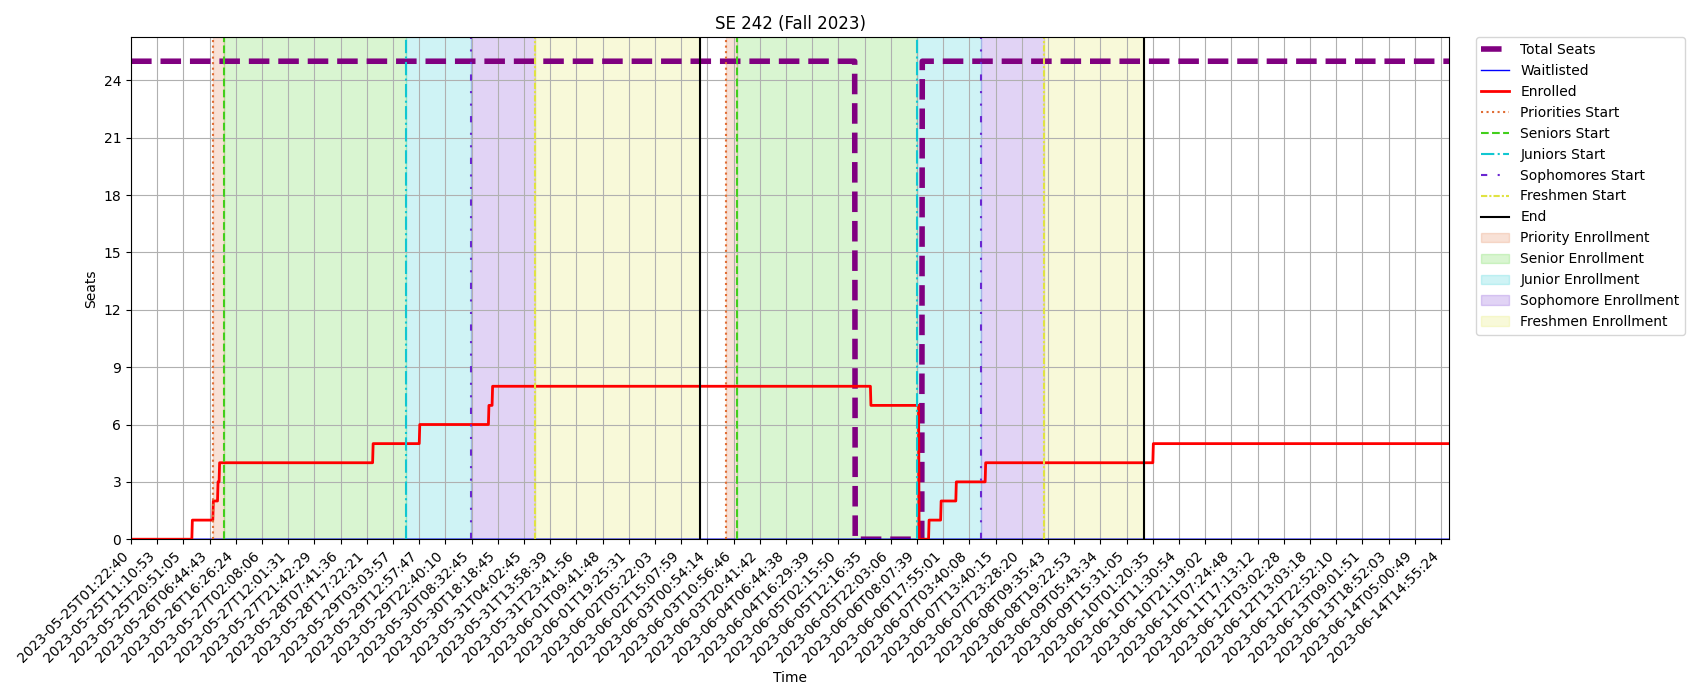 SE 242 (Fall 2023)
Seats
24
21
18
15
12
9
6
3
0
2023-05-25T01:22:40
2023-05-25T11:10:53
2023-05-25T20:51:05
2023-05-26T06:44:43
2023-05-26T16:26:24
2023-05-27T02:08:06
2023-05-27T12:01:31
2023-05-27T21:42:29
2023-05-28T07:41:36
2023-05-28T17:22:21
2023-05-29T03:03:57
2023-05-29T12:57:47
2023-05-29T22:40:10
2023-05-30T08:32:45
2023-05-30T18:18:45
2023-05-31T04:02:45
2023-05-31T13:58:39
2023-05-31T23:41:56
2023-06-01T09:41:48
2023-06-01T19:25:31
2023-06-02T05:22:03
2023-06-02T15:07:59
2023-06-03T00:54:14
2023-06-03T10:56:46
2023-06-03T20:41:42
2023-06-04T06:44:38
2023-06-04T16:29:39
2023-06-05T02:15:50
2023-06-05T12:16:35
2023-06-05T22:03:06
2023-06-06T08:07:39
2023-06-06T17:55:01
2023-06-07T03:40:08
2023-06-07T13:40:15
2023-06-07T23:28:20
2023-06-08T09:35:43
2023-06-08T19:22:53
2023-06-09T05:43:34
2023-06-09T15:31:05
2023-06-10T01:20:35
2023-06-10T11:30:54
2023-06-10T21:19:02
2023-06-11T07:24:48
2023-06-11T17:13:12
2023-06-12T03:02:28
2023-06-12T13:03:18
2023-06-12T22:52:10
2023-06-13T09:01:51
2023-06-13T18:52:03
2023-06-14T05:00:49
2023-06-14T14:55:24
Time
Total Seats
Waitlisted
Enrolled
Priorities Start
Seniors Start
Juniors Start
Sophomores Start
Freshmen Start
End
Priority Enrollment
Senior Enrollment
Junior Enrollment
Sophomore Enrollment
Freshmen Enrollment